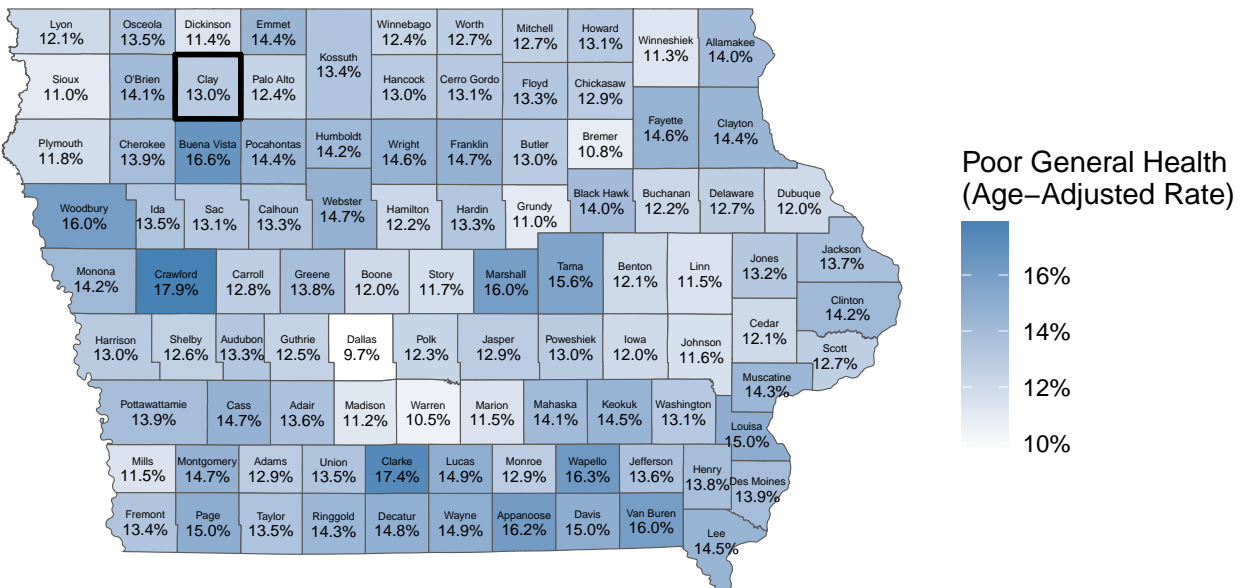 Lyon
12.1%
Osceola
13.5%
Dickinson
11.4%
Emmet
14.4%
Kossuth
13.4%
Winnebago
12.4%
Worth
12.7%
Mitchell
12.7%
Howard
13.1%
Winneshiek
11.3%
Allamakee
14.0%
Sioux
11.0%
O'Brien
14.1%
Clay
13.0%
Palo Alto
12.4%
Hancock
13.0%
Cerro Gordo
13.1%
Floyd
13.3%
Chickasaw
12.9%
Fayette
14.6%
Clayton
14.4%
Plymouth
11.8%
Cherokee
13.9%
Buena Vista
16.6%
Pocahontas
14.4%
Humboldt
14.2%
Wright
14.6%
Franklin
14.7%
Butler
13.0%
Bremer
10.8%
Woodbury
16.0%
Ida
13.5%
Sac
13.1%
Calhoun
13.3%
Webster
14.7%
Hamilton
12.2%
Hardin
13.3%
Grundy
11.0%
Black Hawk
14.0%
Buchanan
12.2%
Delaware
12.7%
Dubuque
12.0%
Monona
14.2%
Crawford
17.9%
Carroll
12.8%
Greene
13.8%
Boone
12.0%
Story
11.7%
Marshall
16.0%
Tama
15.6%
Benton
12.1%
Linn
11.5%
Jones
13.2%
Jackson
13.7%
Clinton
14.2%
Harrison
13.0%
Shelby
12.6%
Audubon
13.3%
Guthrie
12.5%
Dallas
9.7%
Polk
12.3%
Jasper
12.9%
Poweshiek
13.0%
Iowa
12.0%
Johnson
11.6%
Cedar
12.1%
Scott
12.7%
Muscatine
14.3%
Pottawattamie
13.9%
Cass
14.7%
Adair
13.6%
Madison
11.2%
Warren
10.5%
Marion
11.5%
Mahaska
14.1%
Keokuk
14.5%
Washington
13.1%
Louisa
15.0%
Mills
11.5%
Montgomery
14.7%
Adams
12.9%
Union
13.5%
Clarke
17.4%
Lucas
14.9%
Monroe
12.9%
Wapello
16.3%
Jefferson
13.6%
Henry
13.8%
Des Moines
13.9%
Fremont
13.4%
Page
15.0%
Taylor
13.5%
Ringgold
14.3%
Decatur
14.8%
Wayne
14.9%
Appanoose
16.2%
Davis
15.0%
Van Buren
16.0%
Lee
14.5%
Poor General Health
(Age−Adjusted Rate)
16%
14%
12%
10%